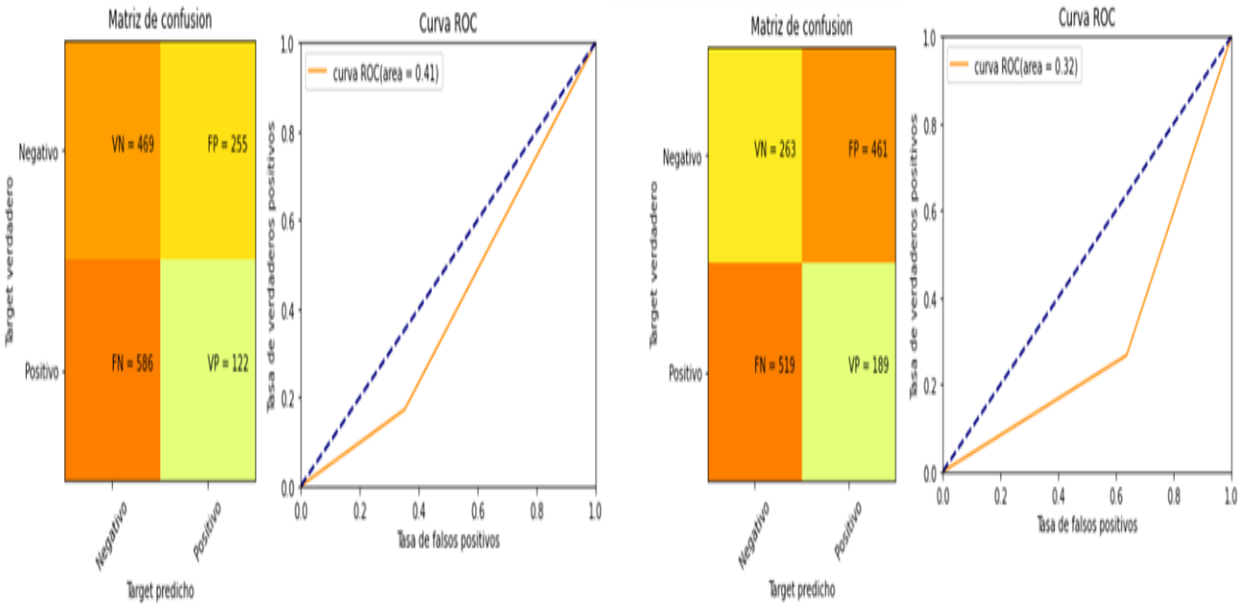 Matriz de confusion
Target verdadero
Negativo
Positivo
VN = 469
FP = 255
FN = 586
VP = 122
Negativo
Positivo
Target predicho
Curva ROC
curva ROC(area = 0.41)
Tasa de verdaderos positivos
1.0
0.8
0.6
0.4
0.2
0.0
0.0 0.2 0.4 0.6 0.8 1.0
Tasa de falsos positivos
Matriz de confusion
Target verdadero
Negativo
Positivo
VN = 263
FP = 461
FN = 519
VP = 189
Negativo
Positivo
Target predicho
Curva ROC
curva ROC(area = 0.32)
Tasa de verdaderos positivos
1.0
0.8
0.6
0.4
0.2
0.0
0.0 0.2 0.4 0.6 0.8 1.0
Tasa de falsos positivos